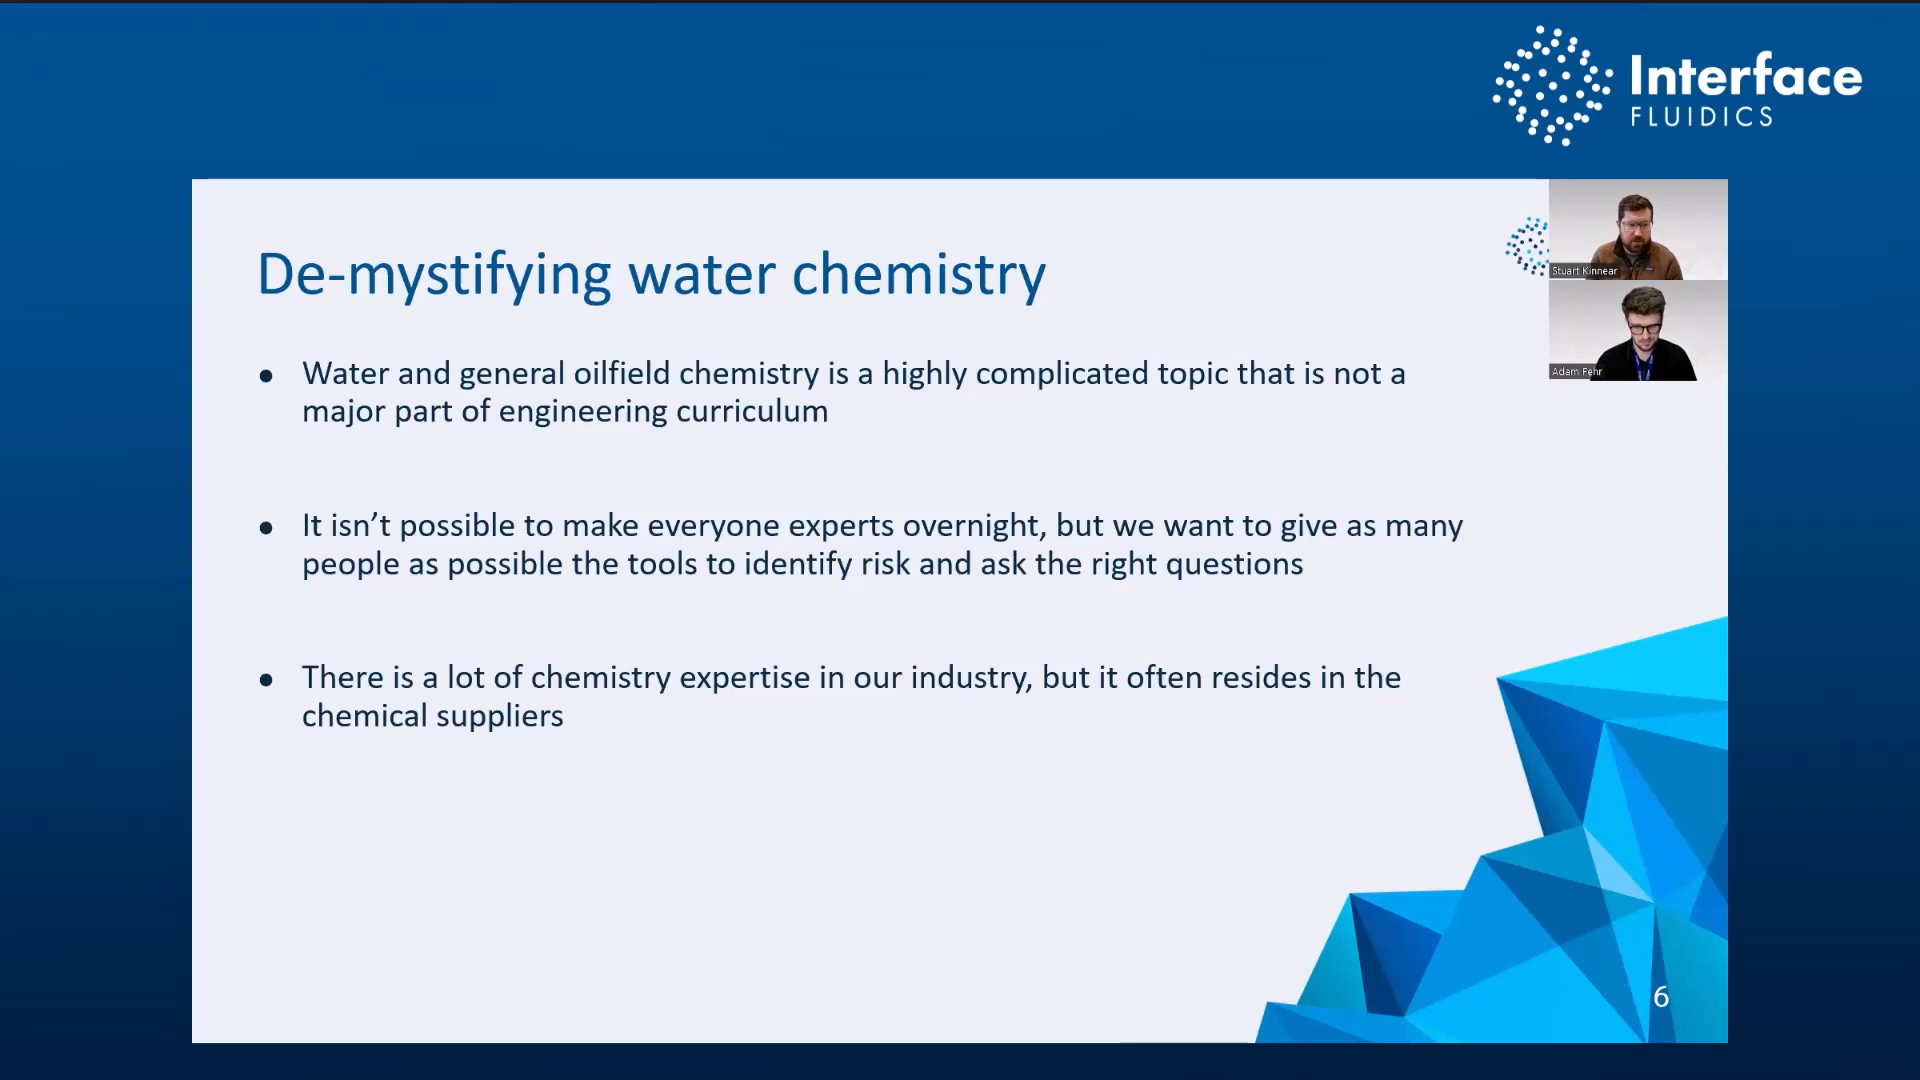 Interface
FLUIDICS
De-mystifying water chemistry
Stuart Kinnear
Adam Fehr
● Water and general oilfield chemistry is a highly complicated topic that is not a
major part of engineering curriculum
● It isn’t possible to make everyone experts overnight, but we want to give as many
people as possible the tools to identify risk and ask the right questions
● There is a lot of chemistry expertise in our industry, but it often resides in the
chemical suppliers
6